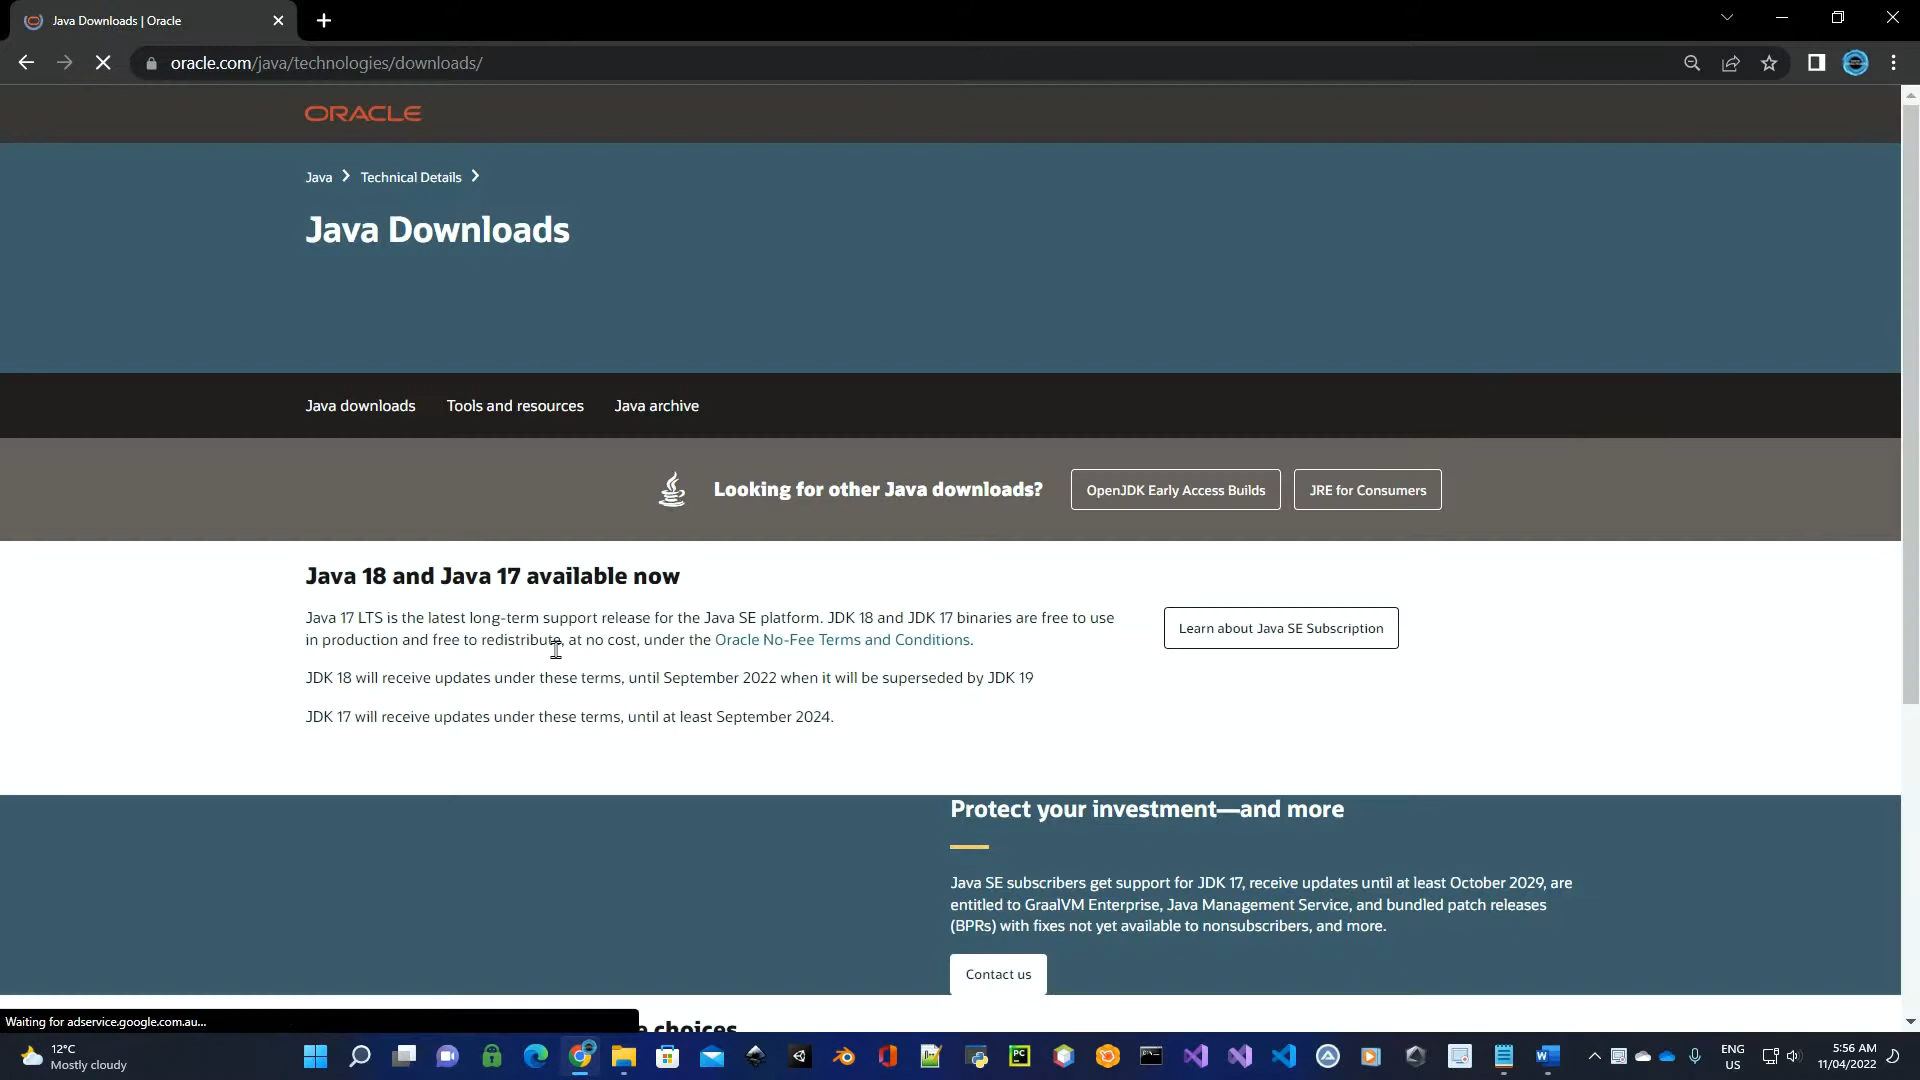 Java Downloads | Oracle
oracle.com/java/technologies/downloads/
ORACLE
Java > Technical Details >
Java Downloads
Java downloads Tools and resources Java archive
Looking for other Java downloads? OpenJDK Early Access Builds JRE for Consumers
Java 18 and Java 17 available now
Java 17 LTS is the latest long-term support release for the Java SE platform. JDK 18 and JDK 17 binaries are free to use
in production and free to redistribute, at no cost, under the Oracle No-Fee Terms and Conditions.
Learn about Java SE Subscription
JDK 18 will receive updates under these terms, until September 2022 when it will be superseded by JDK 19
JDK 17 will receive updates under these terms, until at least September 2024.
Protect your investment—and more
Java SE subscribers get support for JDK 17, receive updates until at least October 2029, are
entitled to GraalVM Enterprise, Java Management Service, and bundled patch releases
(BPRs) with fixes not yet available to nonsubscribers, and more.
Contact us
choices
Waiting for adservice.google.com.au...
12°C
Mostly cloudy
PC
ENG
US
5:56 AM
11/04/2022